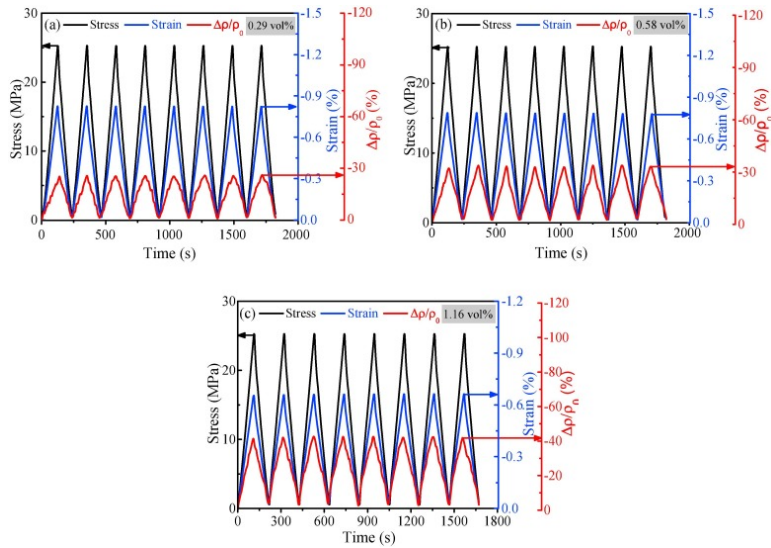 (a) Stress Strain Δρ/ρ0 0.29 vol%
Stress (MPa)
30
20
10
0
0 500 1000 1500 2000
Time (s)
-1.5
-1.2
-0.9
-0.6
-0.3
0.0
Strain (%)
-120
-90
-60
-30
0
Δρ/ρ0 (%)
(b) Stress Strain Δρ/ρ0 0.58 vol%
Stress (MPa)
30
20
10
0
0 500 1000 1500 2000
Time (s)
-1.5
-1.2
-0.9
-0.6
-0.3
0.0
Strain (%)
-120
-90
-60
-30
0
Δρ/ρ0 (%)
(c) Stress Strain Δρ/ρ0 1.16 vol%
Stress (MPa)
30
20
10
0
0 300 600 900 1200 1500 1800
Time (s)
-1.2
-0.9
-0.6
-0.3
0.0
Strain (%)
-120
-100
-80
-60
-40
-20
0
Δρ/ρ0 (%)